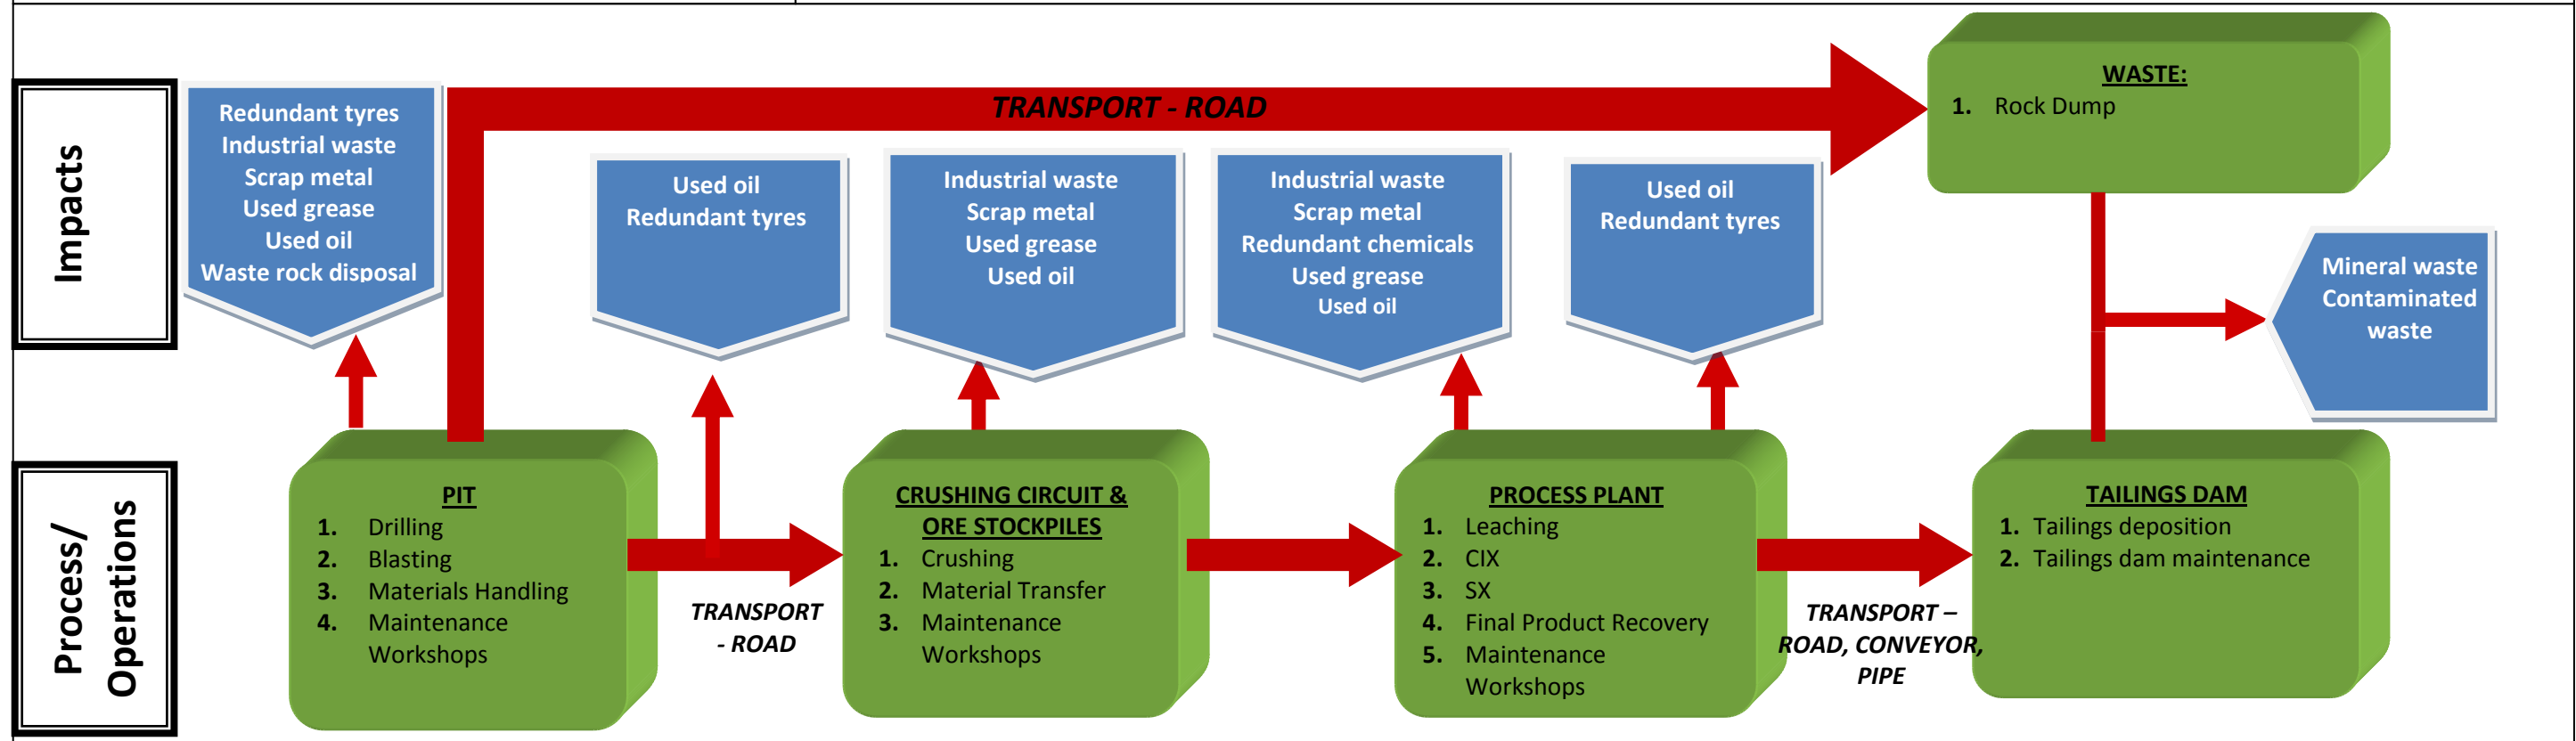 Impacts
Redundant tyres
Industrial waste
Scrap metal
Used grease
Used oil
Waste rock disposal
TRANSPORT - ROAD
Used oil
Redundant tyres
Industrial waste
Scrap metal
Used grease
Used oil
Industrial waste
Scrap metal
Redundant chemicals
Used grease
Used oil
Used oil
Redundant tyres
WASTE:
1. Rock Dump
Mineral waste
Contaminated
waste
Process/
Operations
PIT
1. Drilling
2. Blasting
3. Materials Handling
4. Maintenance
Workshops
TRANSPORT
- ROAD
CRUSHING CIRCUIT &
ORE STOCKPILES
1. Crushing
2. Material Transfer
3. Maintenance
Workshops
PROCESS PLANT
1. Leaching
2. CIX
3. SX
4. Final Product Recovery
5. Maintenance
Workshops
TRANSPORT –
ROAD, CONVEYOR,
PIPE
TAILINGS DAM
1. Tailings deposition
2. Tailings dam maintenance